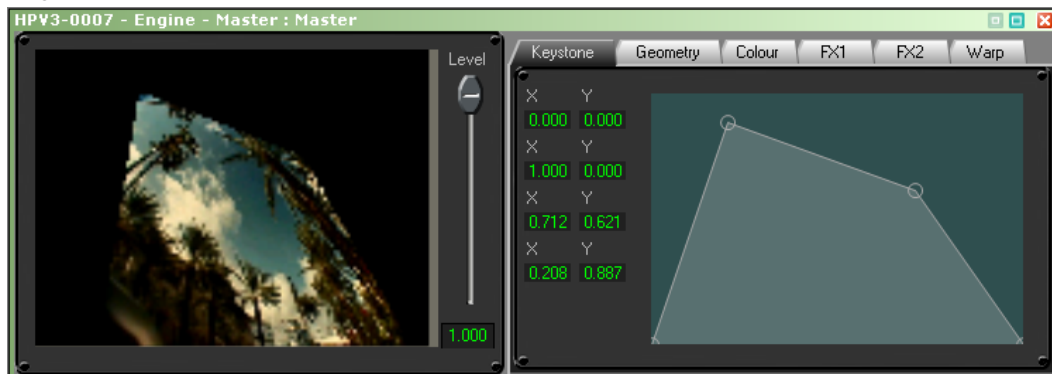 HPV3-0007 - Engine - Master : Master
Level
1.000
Keystone Geometry Colour FX1 FX2 Warp
X Y
0.000 0.000
X Y
1.000 0.000
X Y
0.712 0.621
X Y
0.208 0.887